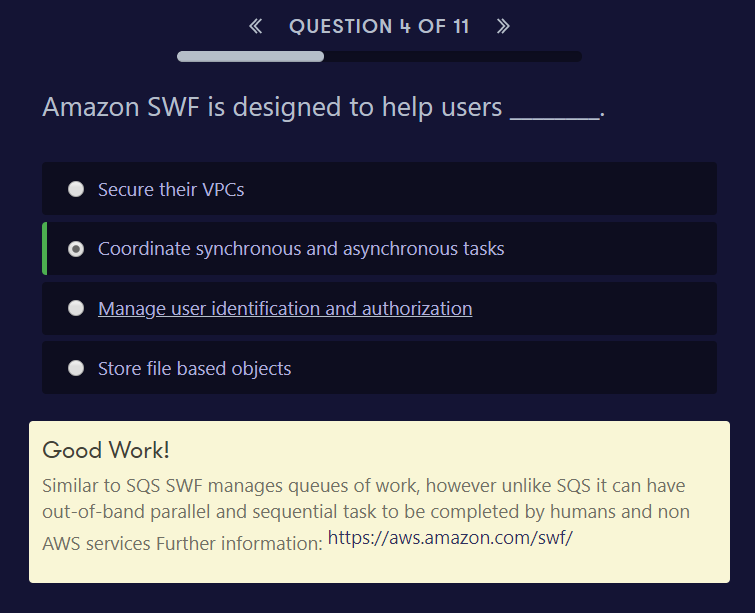 « QUESTION 4 OF 11 »
Amazon SWF is designed to help users ________.
Secure their VPCs
Coordinate synchronous and asynchronous tasks
Manage user identification and authorization
Store file based objects
Good Work!
Similar to SQS SWF manages queues of work, however unlike SQS it can have
out-of-band parallel and sequential task to be completed by humans and non
AWS services Further information: https://aws.amazon.com/swf/